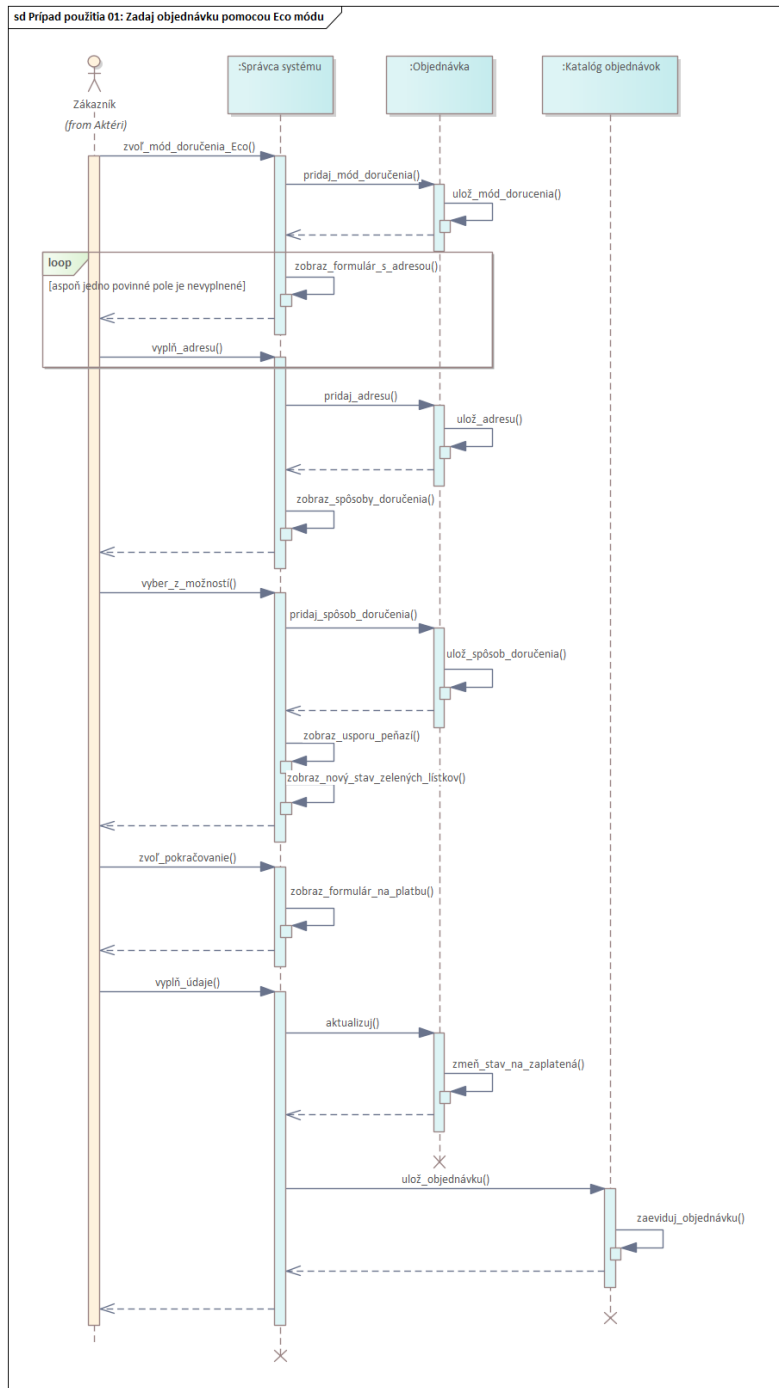 sd Prípad použitia 01: Zadaj objednávku pomocou Eco módu
:Správca systému
:Objednávka
:Katalóg objednávok
Zákazník
(from Aktéri)
zvoľ_mód_doručenia_Eco()
pridaj_mód_doručenia()
ulož_mód_dorucenia()
loop
zobraz_formulár_s_adresou()
[aspoň jedno povinné pole je nevyplnené]
vyplň_adresu()
pridaj_adresu()
ulož_adresu()
zobraz_spôsoby_doručenia()
vyber_z_možností()
pridaj_spôsob_doručenia()
ulož_spôsob_doručenia()
zobraz_usporu_peňazí()
zobraz_nový_stav_zelených_lístkov()
zvoľ_pokračovanie()
zobraz_formulár_na_platbu()
vyplň_údaje()
aktualizuj()
zmeň_stav_na_zaplatená()
ulož_objednávku()
zaeviduj_objednávku()